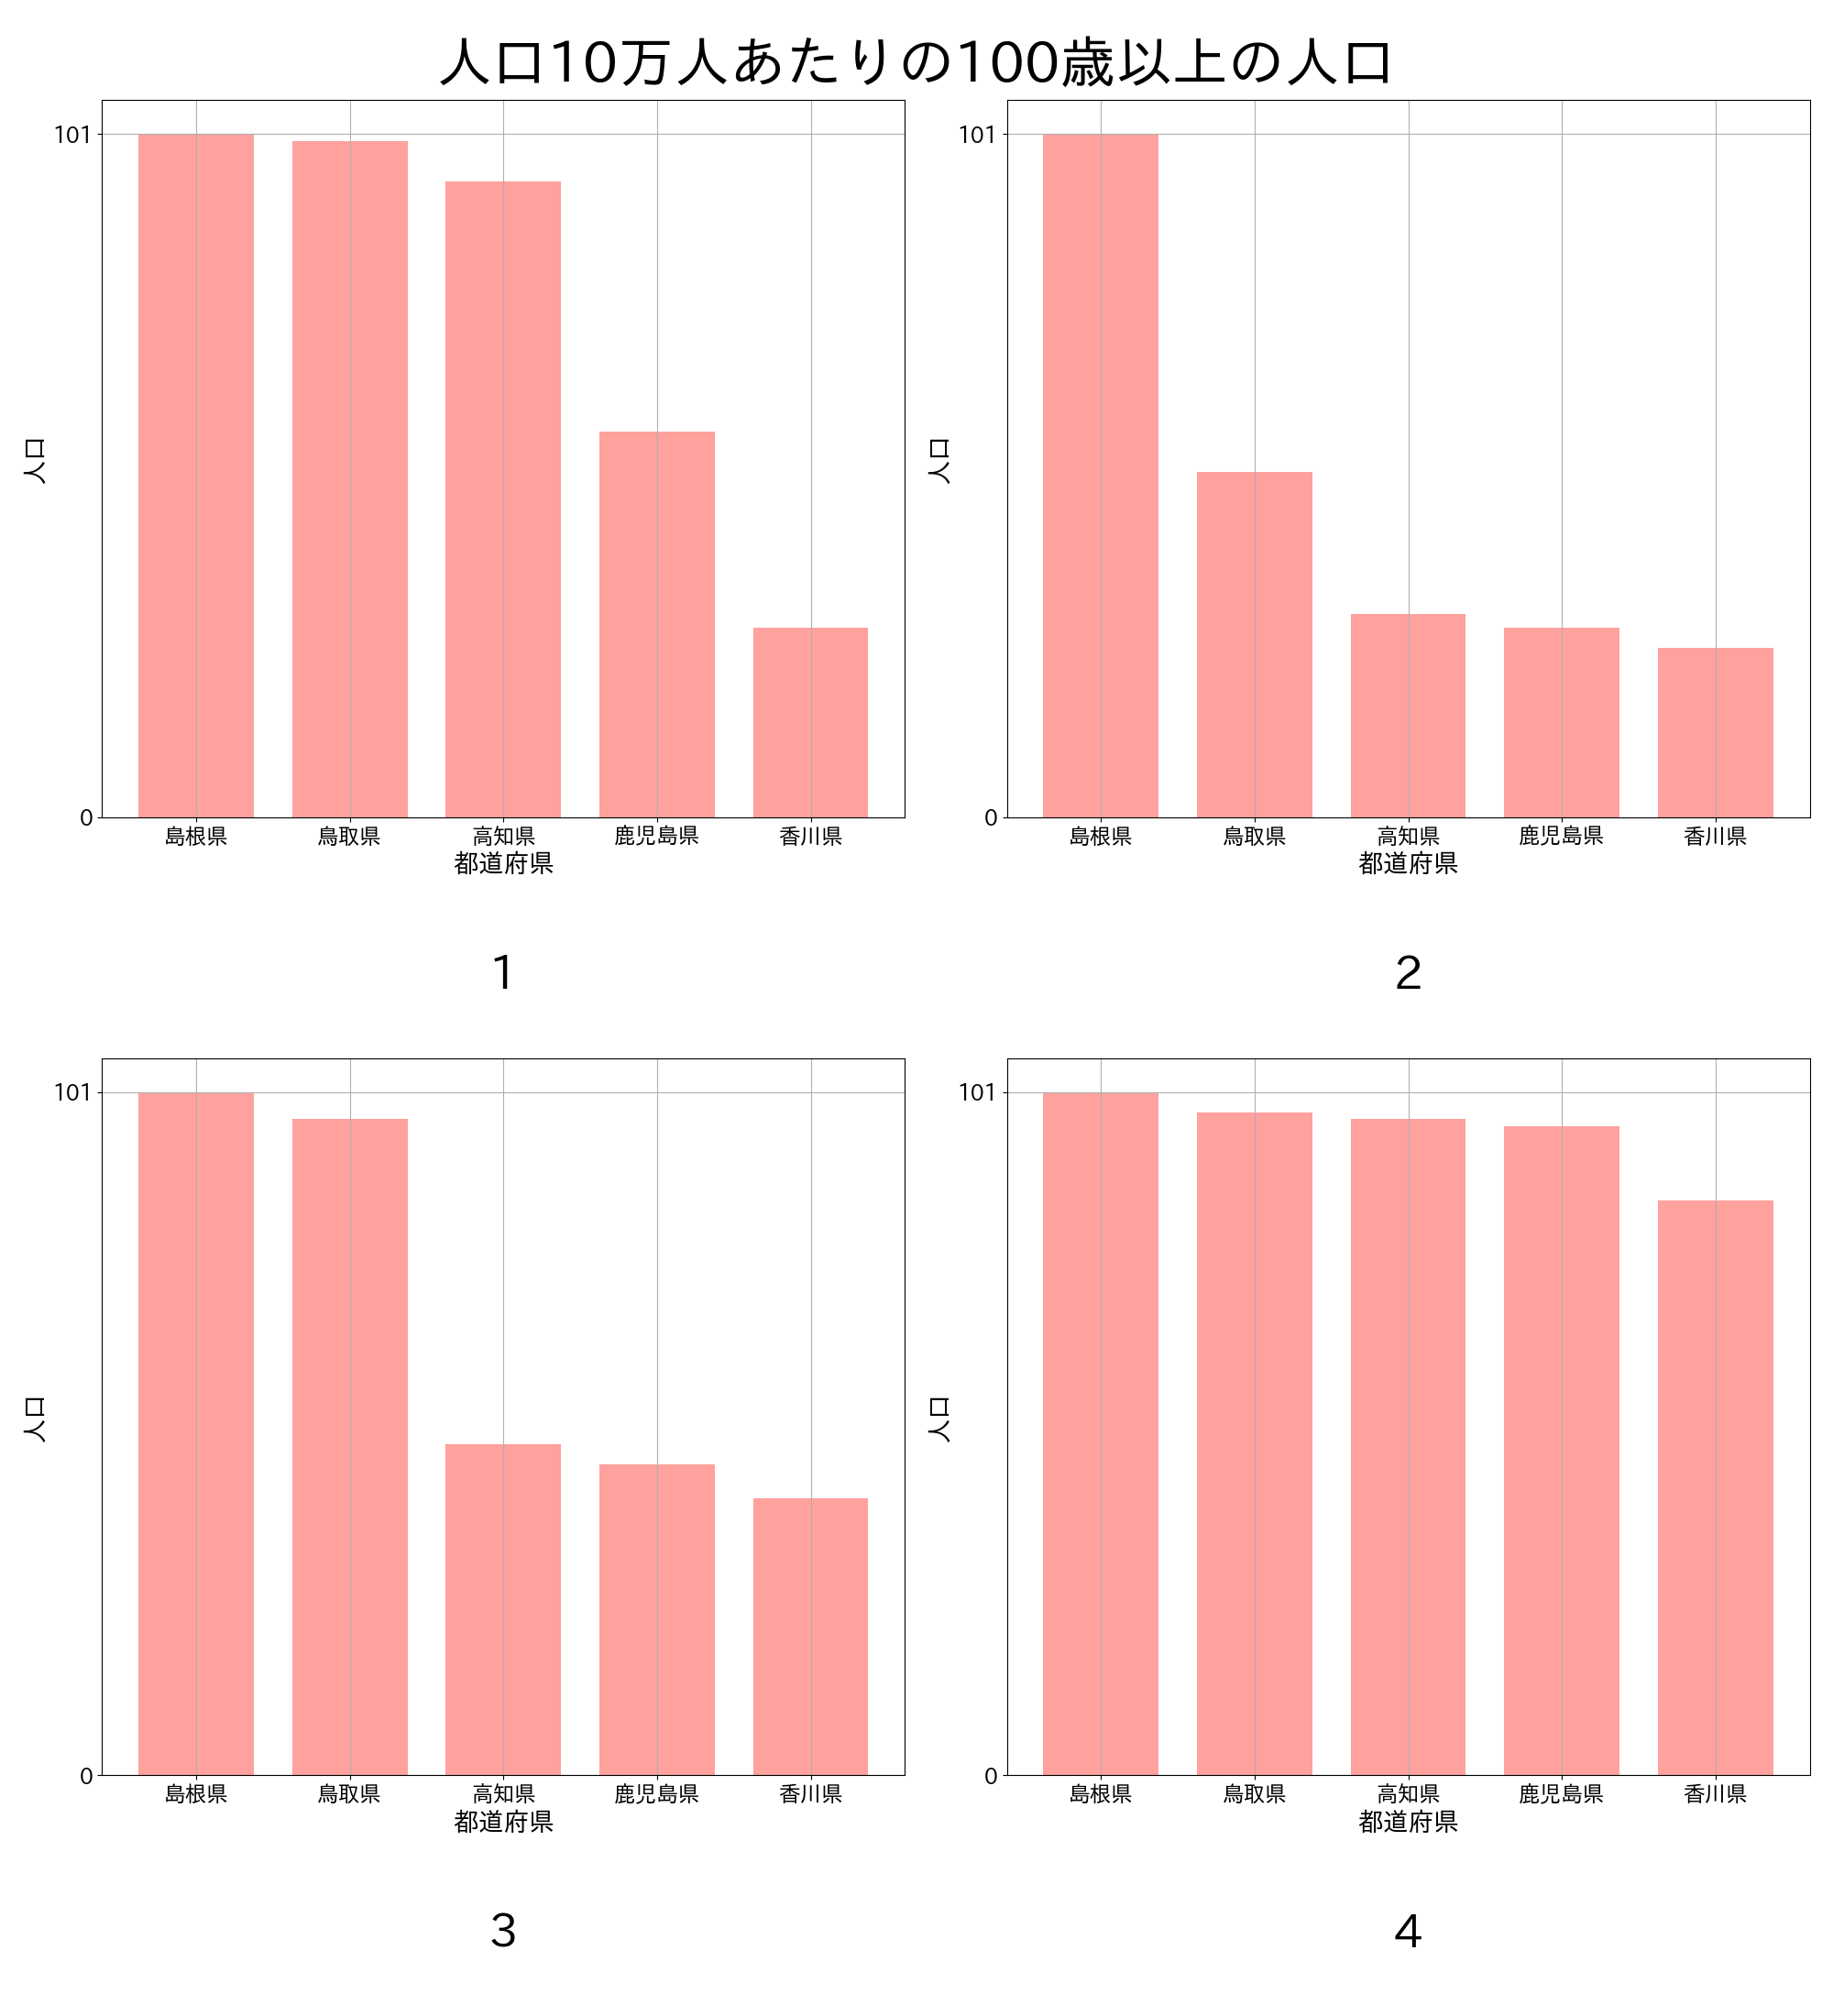 人口10万人あたりの100歳以上の人口
101
0
人口
島根県 鳥取県 高知県 鹿児島県 香川県
都道府県
1
101
0
人口
島根県 鳥取県 高知県 鹿児島県 香川県
都道府県
2
101
0
人口
島根県 鳥取県 高知県 鹿児島県 香川県
都道府県
3
101
0
人口
島根県 鳥取県 高知県 鹿児島県 香川県
都道府県
4